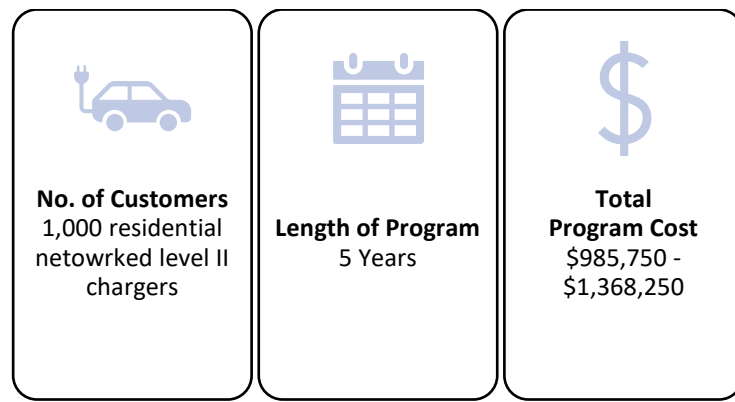 No. of Customers
1,000 residential
netowrked level II
chargers
Length of Program
5 Years
Total
Program Cost
$985,750 -
$1,368,250